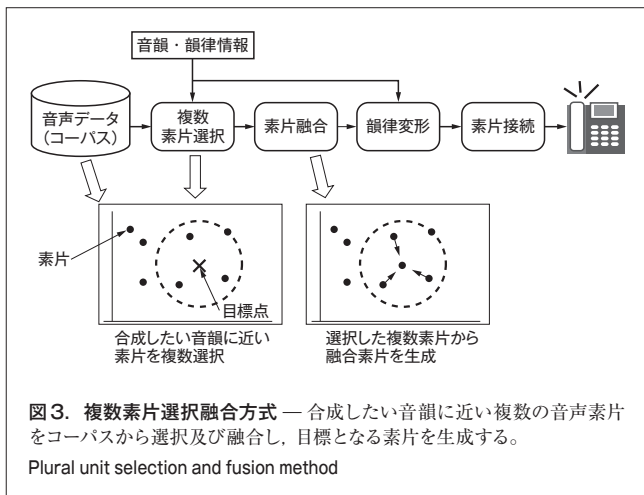 音韻・韻律情報
音声データ
(コーパス)
複数
素片選択
素片融合
韻律変形
素片接続
素片
目標点
合成したい音韻に近い
素片を複数選択
選択した複数素片から
融合素片を生成
図3. 複数素片選択融合方式 — 合成したい音韻に近い複数の音声素片
をコーパスから選択及び融合し,目標となる素片を生成する。
Plural unit selection and fusion method